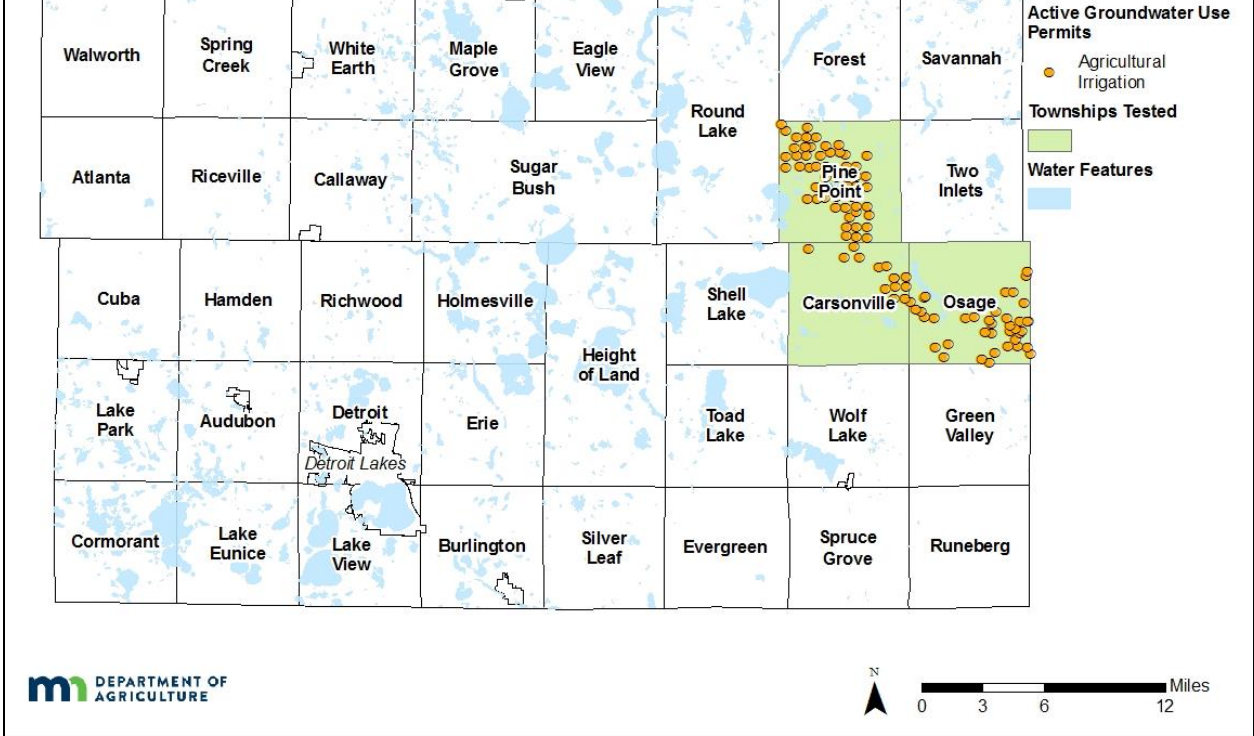 Active Groundwater Use
Permits
Agricultural
Irrigation
Townships Tested
Water Features
Walworth
Spring
Creek
White
Earth
Maple
Grove
Eagle
View
Round
Lake
Forest
Savannah
Atlanta
Riceville
Callaway
Sugar
Bush
Pine
Point
Two
Inlets
Cuba
Hamden
Richwood
Holmesville
Height
of Land
Shell
Lake
Carsonville
Osage
Lake
Park
Audubon
Detroit
Detroit Lakes
Erie
Toad
Lake
Wolf
Lake
Green
Valley
Cormorant
Lake
Eunice
Lake
View
Burlington
Silver
Leaf
Evergreen
Spruce
Grove
Runeberg
mn DEPARTMENT OF
AGRICULTURE
N
Miles
0 3 6 12